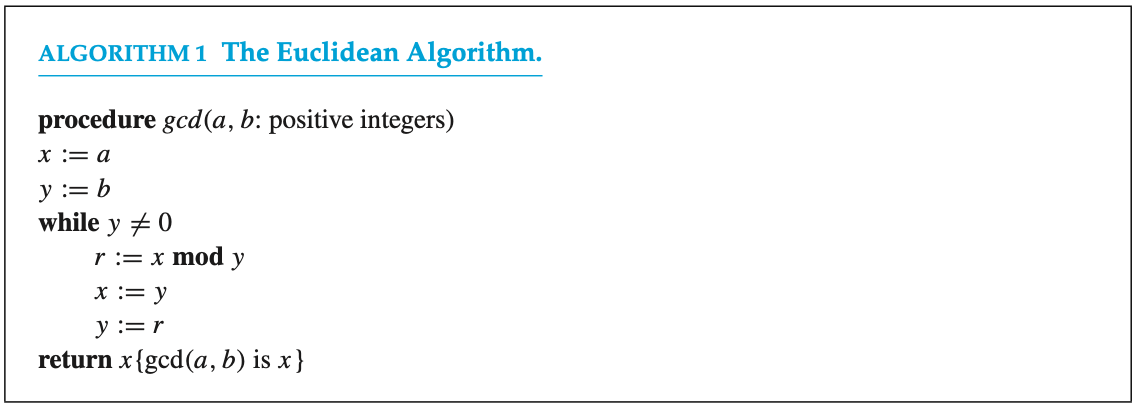 ALGORITHM 1 The Euclidean Algorithm.
procedure gcd(a, b: positive integers)
x := a
y := b
while y ≠ 0
r := x mod y
x := y
y := r
return x{gcd(a, b) is x}